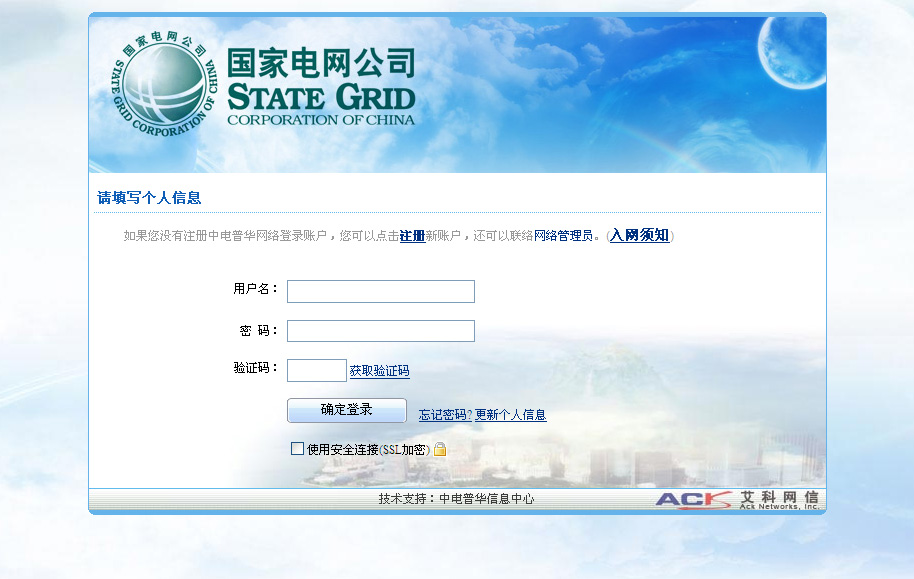 国家电网公司
STATE GRID CORPORATION OF CHINA
国家电网公司
STATE GRID
CORPORATION OF CHINA
请填写个人信息
如果您没有注册中电普华网络登录账户，您可以点击注册新账户，还可以联络网络管理员。(入网须知)
用户名：
密 码：
验证码：
获取验证码
确定登录
忘记密码? 更新个人信息
使用安全连接(SSL加密)
技术支持：中电普华信息中心
ACK 艾科网信
Ack Networks, Inc.